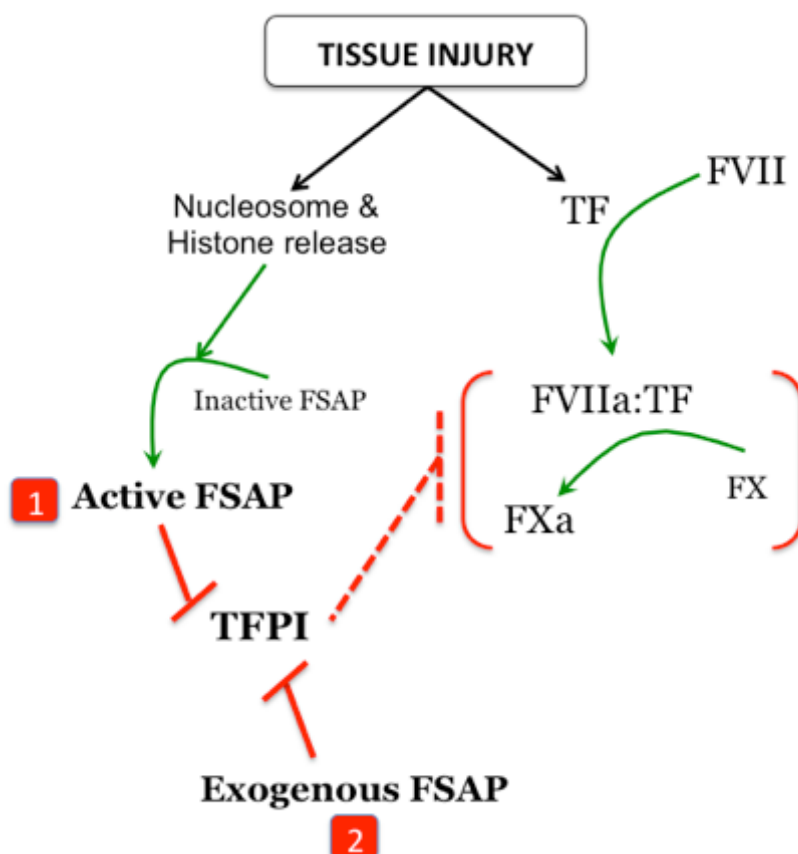 TISSUE INJURY
Nucleosome &
Histone release
TF
FVII
Inactive FSAP
FVIIa:TF
FX
FXa
1 Active FSAP
TFPI
Exogenous FSAP
2